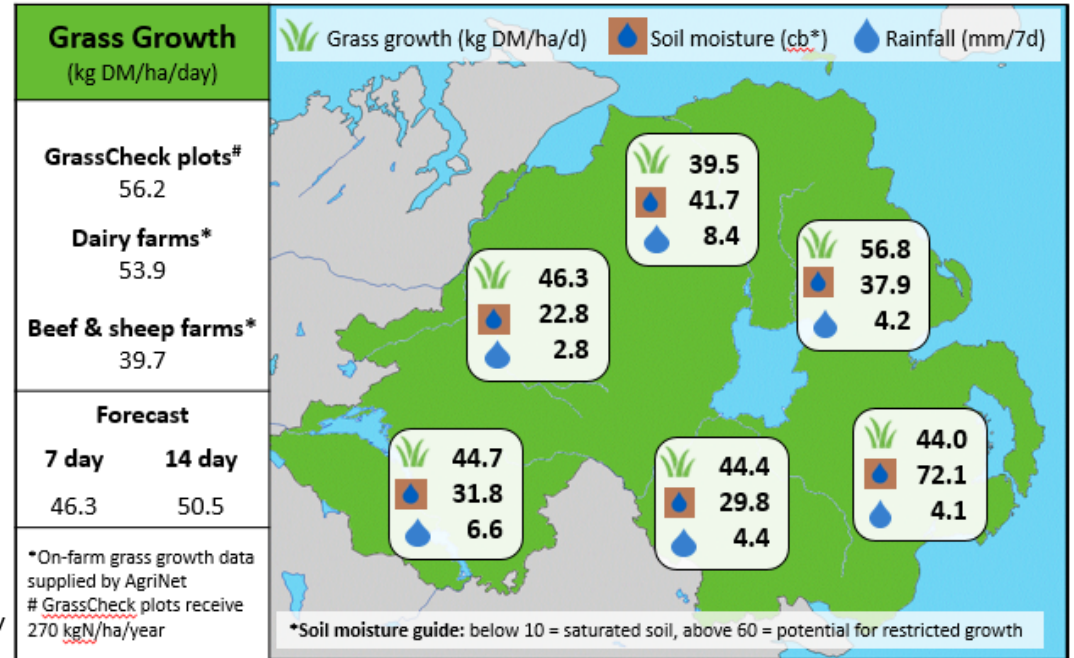 Grass Growth
(kg DM/ha/day)
GrassCheck plots#
56.2
Dairy farms*
53.9
Beef & sheep farms*
39.7
Forecast
7 day 14 day
46.3 50.5
*On-farm grass growth data
supplied by AgriNet
# GrassCheck plots receive
270 kgN/ha/year
Grass growth (kg DM/ha/d) Soil moisture (cb*) Rainfall (mm/7d)
39.5
41.7
8.4
56.8
37.9
4.2
46.3
22.8
2.8
44.7
31.8
6.6
44.4
29.8
4.4
44.0
72.1
4.1
*Soil moisture guide: below 10 = saturated soil, above 60 = potential for restricted growth